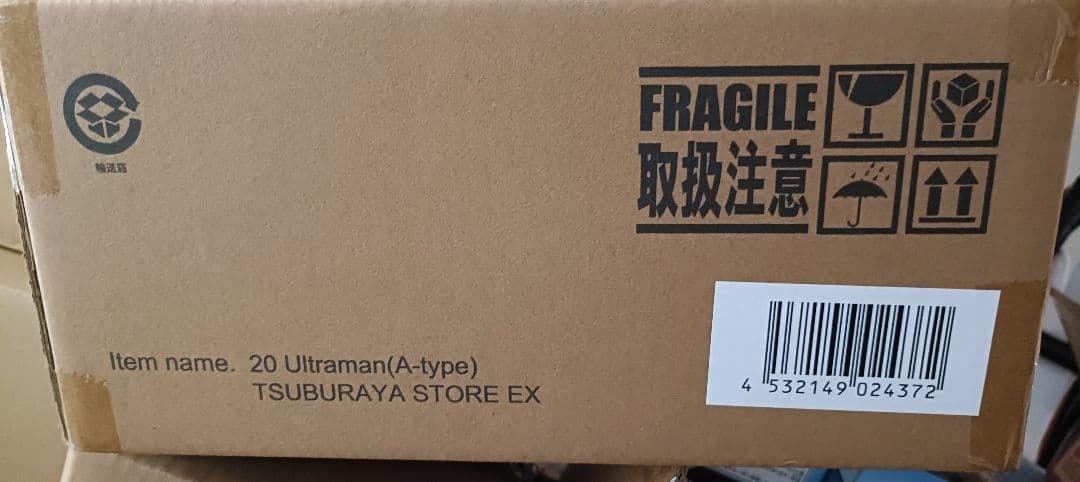 輸送箱
FRAGILE
取扱注意
Item name. 20 Ultraman(A-type)
TSUBURAYA STORE EX
4 532149 024372